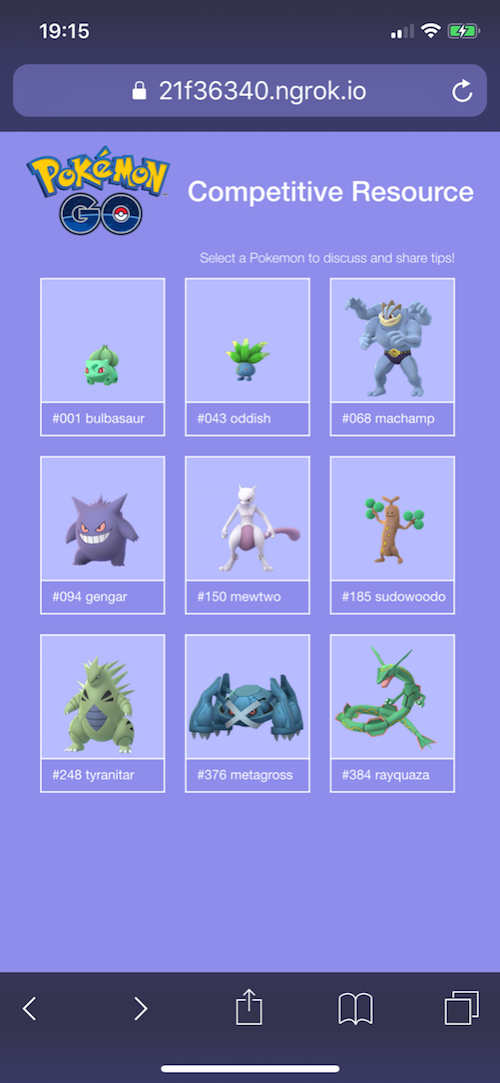 19:15
21f36340.ngrok.io
POKéMON
GO
Competitive Resource
Select a Pokemon to discuss and share tips!
#001 bulbasaur
#043 oddish
#068 machamp
#094 gengar
#150 mewtwo
#185 sudowoodo
#248 tyranitar
#376 metagross
#384 rayquaza